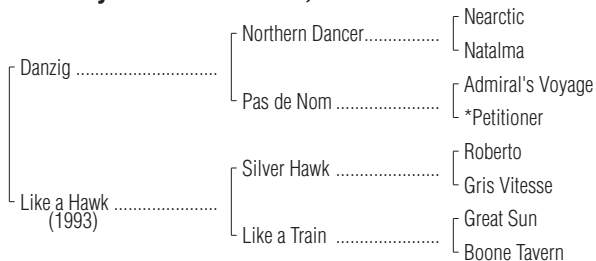 Nearctic
Northern Dancer.................
Natalma
Danzig ................................
Admiral's Voyage
Pas de Nom .......................
*Petitioner
Roberto
Silver Hawk .......................
Gris Vitesse
Like a Hawk .......................
(1993)
Great Sun
Like a Train .......................
Boone Tavern